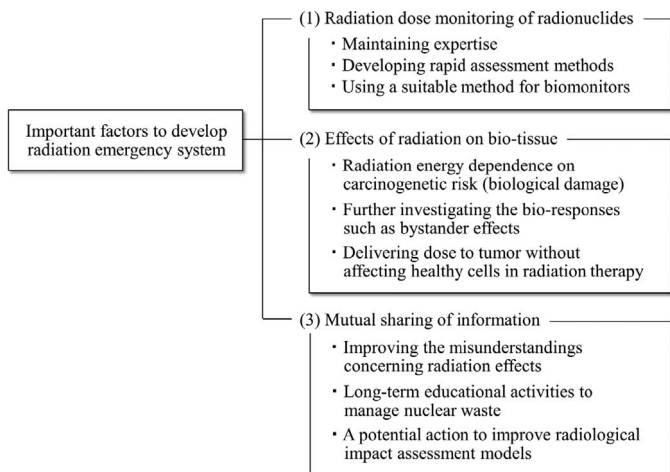 Important factors to develop
radiation emergency system
(1) Radiation dose monitoring of radionuclides
・Maintaining expertise
・Developing rapid assessment methods
・Using a suitable method for biomonitors
(2) Effects of radiation on bio-tissue
・Radiation energy dependence on
carcinogenetic risk (biological damage)
・Further investigating the bio-responses
such as bystander effects
・Delivering dose to tumor without
affecting healthy cells in radiation therapy
(3) Mutual sharing of information
・Improving the misunderstandings
concerning radiation effects
・Long-term educational activities to
manage nuclear waste
・A potential action to improve radiological
impact assessment models